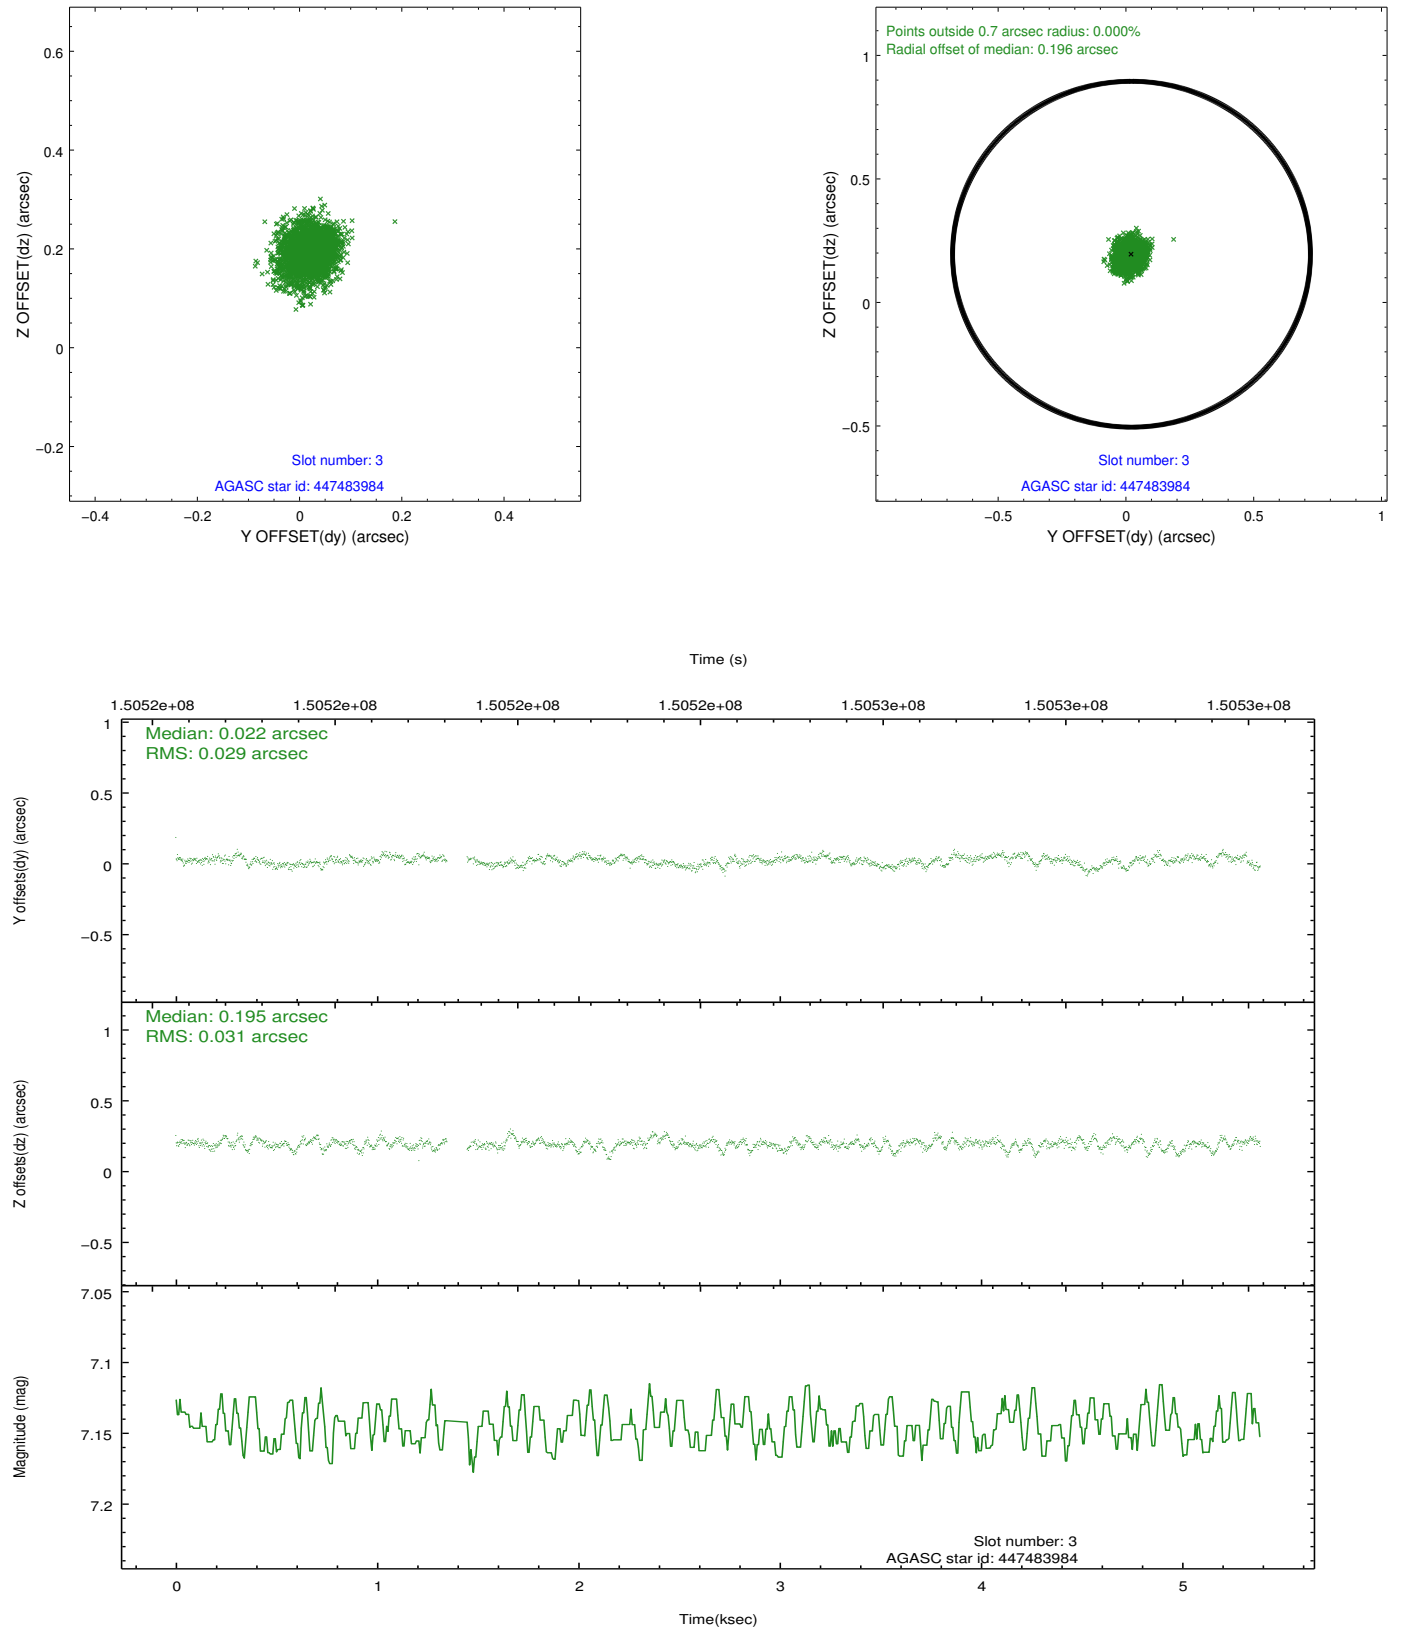 0.6
0.4
0.2
0
−0.2
Z OFFSET(dz) (arcsec)
Slot number: 3
AGASC star id: 447483984
−0.4 −0.2 0 0.2 0.4
Y OFFSET(dy) (arcsec)
Points outside 0.7 arcsec radius: 0.000%
Radial offset of median: 0.196 arcsec
1
0.5
0
−0.5
Z OFFSET(dz) (arcsec)
Slot number: 3
AGASC star id: 447483984
−0.5 0 0.5 1
Y OFFSET(dy) (arcsec)
Time (s)
1.5052e+08 1.5052e+08 1.5052e+08 1.5052e+08 1.5053e+08 1.5053e+08 1.5053e+08
Median: 0.022 arcsec
RMS: 0.029 arcsec
1
0.5
0
−0.5
Y offsets(dy) (arcsec)
Median: 0.195 arcsec
RMS: 0.031 arcsec
1
0.5
0
−0.5
Z offsets(dz) (arcsec)
7.05
7.1
7.15
7.2
Magnitude (mag)
Slot number: 3
AGASC star id: 447483984
0 1 2 3 4 5
Time(ksec)